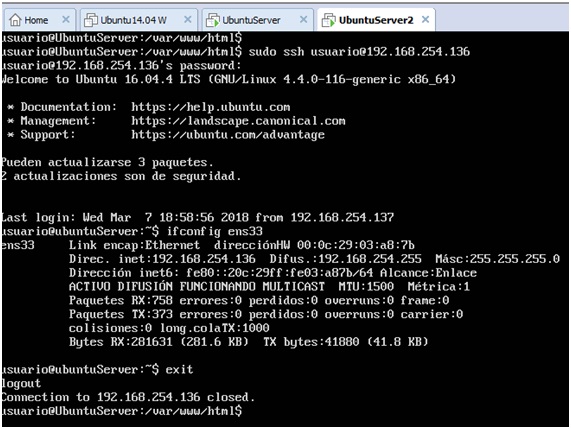 Home × Ubuntu14.04 W × UbuntuServer × UbuntuServer2 ×
usuario@UbuntuServer:/var/www/html$
usuario@UbuntuServer:/var/www/html$ sudo ssh usuario@192.168.254.136
usuario@192.168.254.136's password:
Welcome to Ubuntu 16.04.4 LTS (GNU/Linux 4.4.0-116-generic x86_64)
* Documentation: https://help.ubuntu.com
* Management: https://landscape.canonical.com
* Support: https://ubuntu.com/advantage
Pueden actualizarse 3 paquetes.
2 actualizaciones son de seguridad.
Last login: Wed Mar 7 18:58:56 2018 from 192.168.254.137
usuario@ubuntuServer:~$ ifconfig ens33
ens33 Link encap:Ethernet direcciónHW 00:0c:29:03:a8:7b
Direc. inet:192.168.254.136 Difus.:192.168.254.255 Másc:255.255.255.0
Dirección inet6: fe80::20c:29ff:fe03:a87b/64 Alcance:Enlace
ACTIVO DIFUSIÓN FUNCIONANDO MULTICAST MTU:1500 Métrica:1
Paquetes RX:758 errores:0 perdidos:0 overruns:0 frame:0
Paquetes TX:373 errores:0 perdidos:0 overruns:0 carrier:0
colisiones:0 long.colaTX:1000
Bytes RX:281631 (281.6 KB) TX bytes:41880 (41.8 KB)
usuario@ubuntuServer:~$ exit
logout
Connection to 192.168.254.136 closed.
usuario@UbuntuServer:/var/www/html$